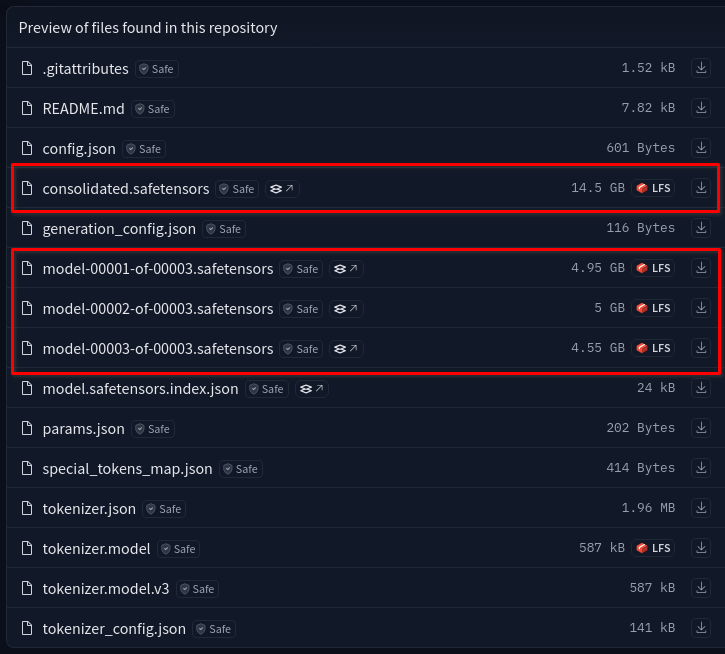 Preview of files found in this repository
.gitattributes Safe 1.52 kB
README.md Safe 7.82 kB
config.json Safe 601 Bytes
consolidated.safetensors Safe 14.5 GB LFS
generation_config.json Safe 116 Bytes
model-00001-of-00003.safetensors Safe 4.95 GB LFS
model-00002-of-00003.safetensors Safe 5 GB LFS
model-00003-of-00003.safetensors Safe 4.55 GB LFS
model.safetensors.index.json Safe 24 kB
params.json Safe 202 Bytes
special_tokens_map.json Safe 414 Bytes
tokenizer.json Safe 1.96 MB
tokenizer.model Safe 587 kB LFS
tokenizer.model.v3 Safe 587 kB
tokenizer_config.json Safe 141 kB